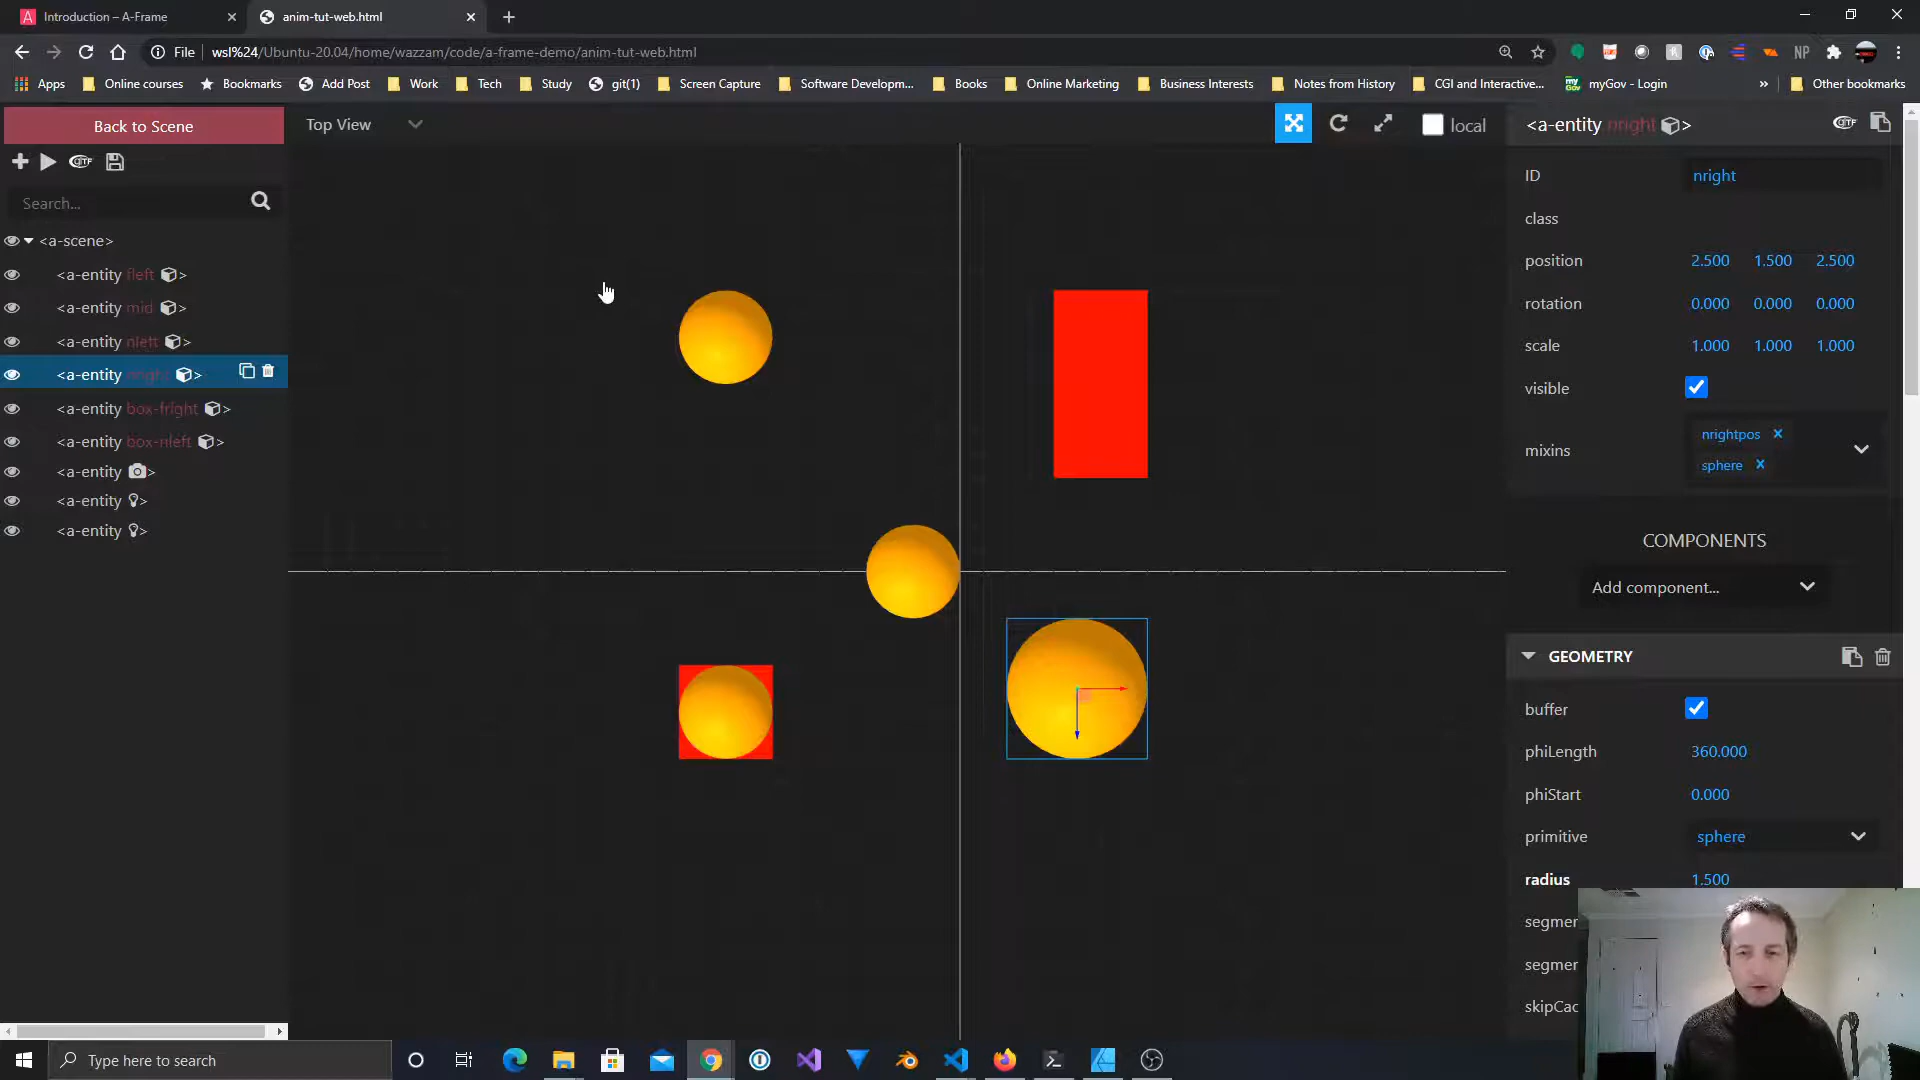 Introduction – A-Frame
anim-tut-web.html
File
wsl%24/Ubuntu-20.04/home/wazzam/code/a-frame-demo/anim-tut-web.html
NP
Apps
Online courses
Bookmarks
Add Post
Work
Tech
Study
git(1)
Screen Capture
Software Developm...
Books
Online Marketing
Business Interests
Notes from History
CGI and Interactive...
myGov - Login
»
Other bookmarks
Back to Scene
Top View
local
<a-entity nright >
GLTF
Search...
<a-scene>
<a-entity fleft >
<a-entity mid >
<a-entity nleft >
<a-entity nright >
<a-entity box-fright >
<a-entity box-nleft >
<a-entity >
<a-entity >
<a-entity >
ID nright
class
position 2.500 1.500 2.500
rotation 0.000 0.000 0.000
scale 1.000 1.000 1.000
visible
mixins
nrightpos ×
sphere ×
COMPONENTS
Add component...
GEOMETRY
buffer
phiLength 360.000
phiStart 0.000
primitive sphere
radius 1.500
segmer
segmer
skipCac
Type here to search